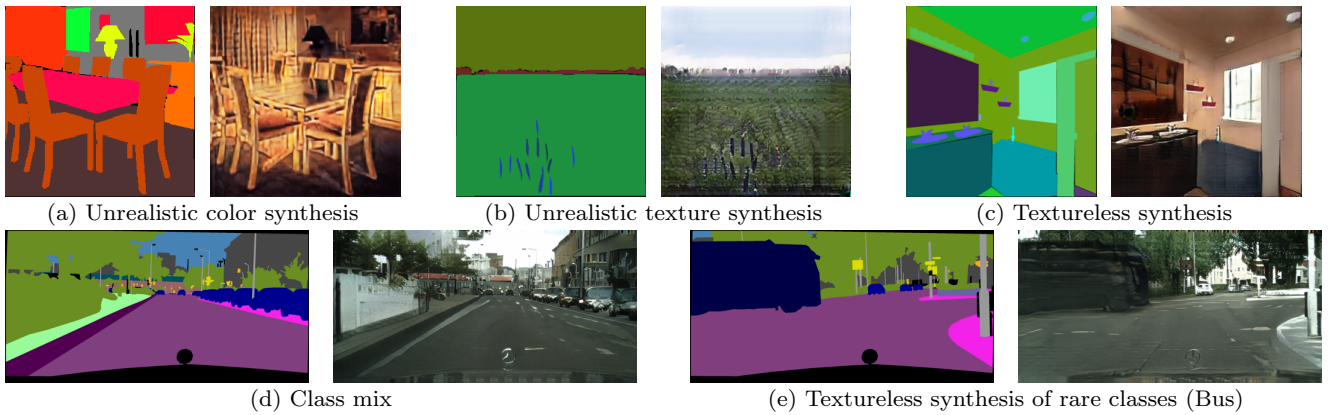 (a) Unrealistic color synthesis
(b) Unrealistic texture synthesis
(c) Textureless synthesis
(d) Class mix
(e) Textureless synthesis of rare classes (Bus)